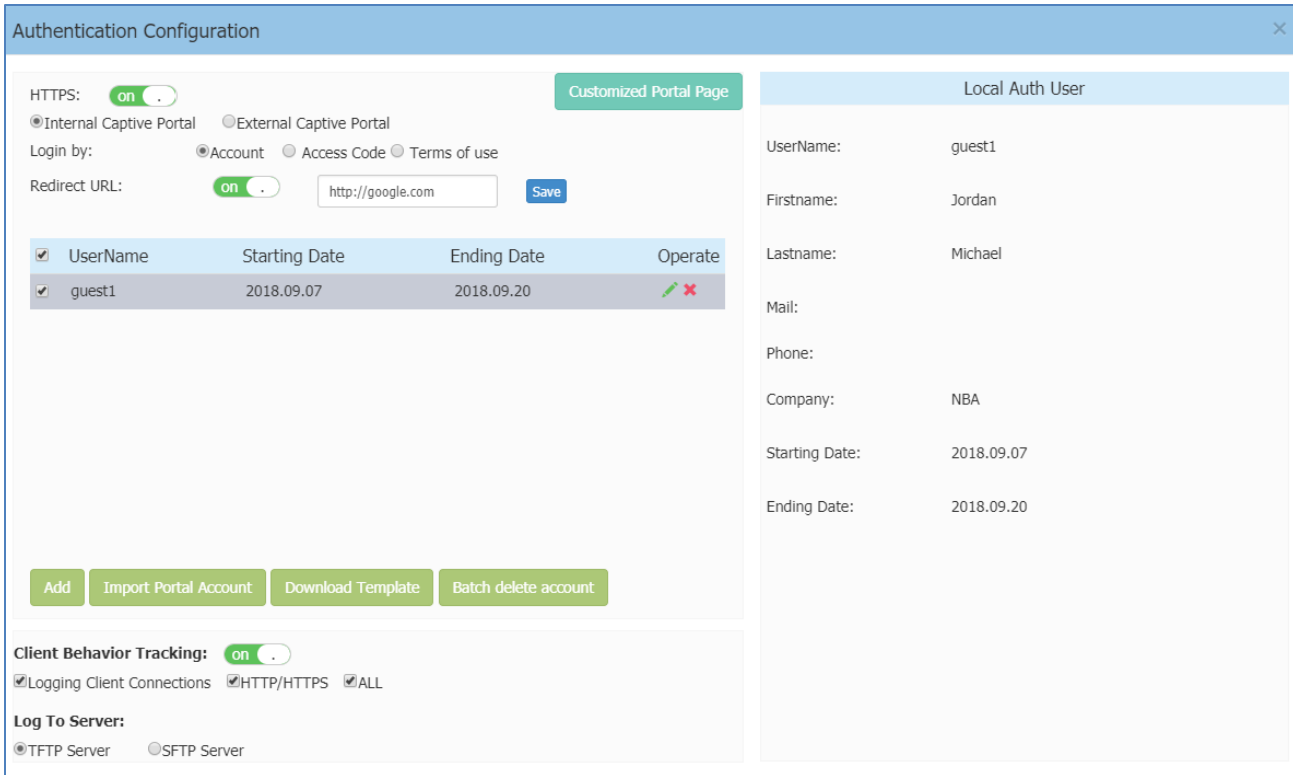 Authentication Configuration
HTTPS: on Customized Portal Page
Internal Captive Portal External Captive Portal
Login by: Account Access Code Terms of use
Redirect URL: on http://google.com Save
UserName Starting Date Ending Date Operate
guest1 2018.09.07 2018.09.20
Add Import Portal Account Download Template Batch delete account
Client Behavior Tracking: on
Logging Client Connections HTTP/HTTPS ALL
Log To Server:
TFTP Server SFTP Server
Local Auth User
UserName: guest1
Firstname: Jordan
Lastname: Michael
Mail:
Phone:
Company: NBA
Starting Date: 2018.09.07
Ending Date: 2018.09.20